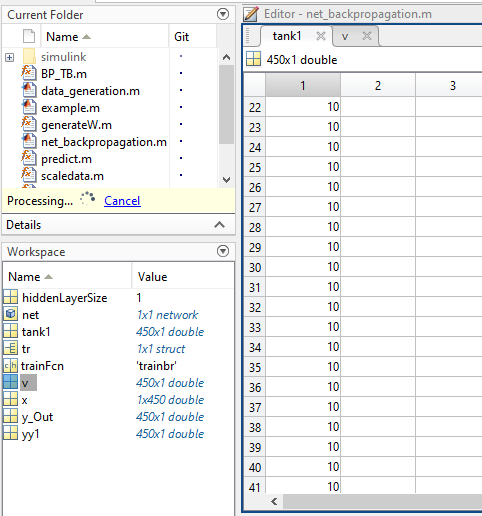 Current Folder
Name Git
simulink
BP_TB.m
data_generation.m
example.m
generateW.m
net_backpropagation.m
predict.m
scaledata.m
Processing... Cancel
Details
Workspace
Name Value
hiddenLayerSize 1
net 1x1 network
tank1 450x1 double
tr 1x1 struct
ch trainFcn 'trainbr'
v 450x1 double
x 1x450 double
y_Out 450x1 double
yy1 450x1 double
Editor - net_backpropagation.m
tank1 v
450x1 double
1 2 3
22 10
23 10
24 10
25 10
26 10
27 10
28 10
29 10
30 10
31 10
32 10
33 10
34 10
35 10
36 10
37 10
38 10
39 10
40 10
41 10